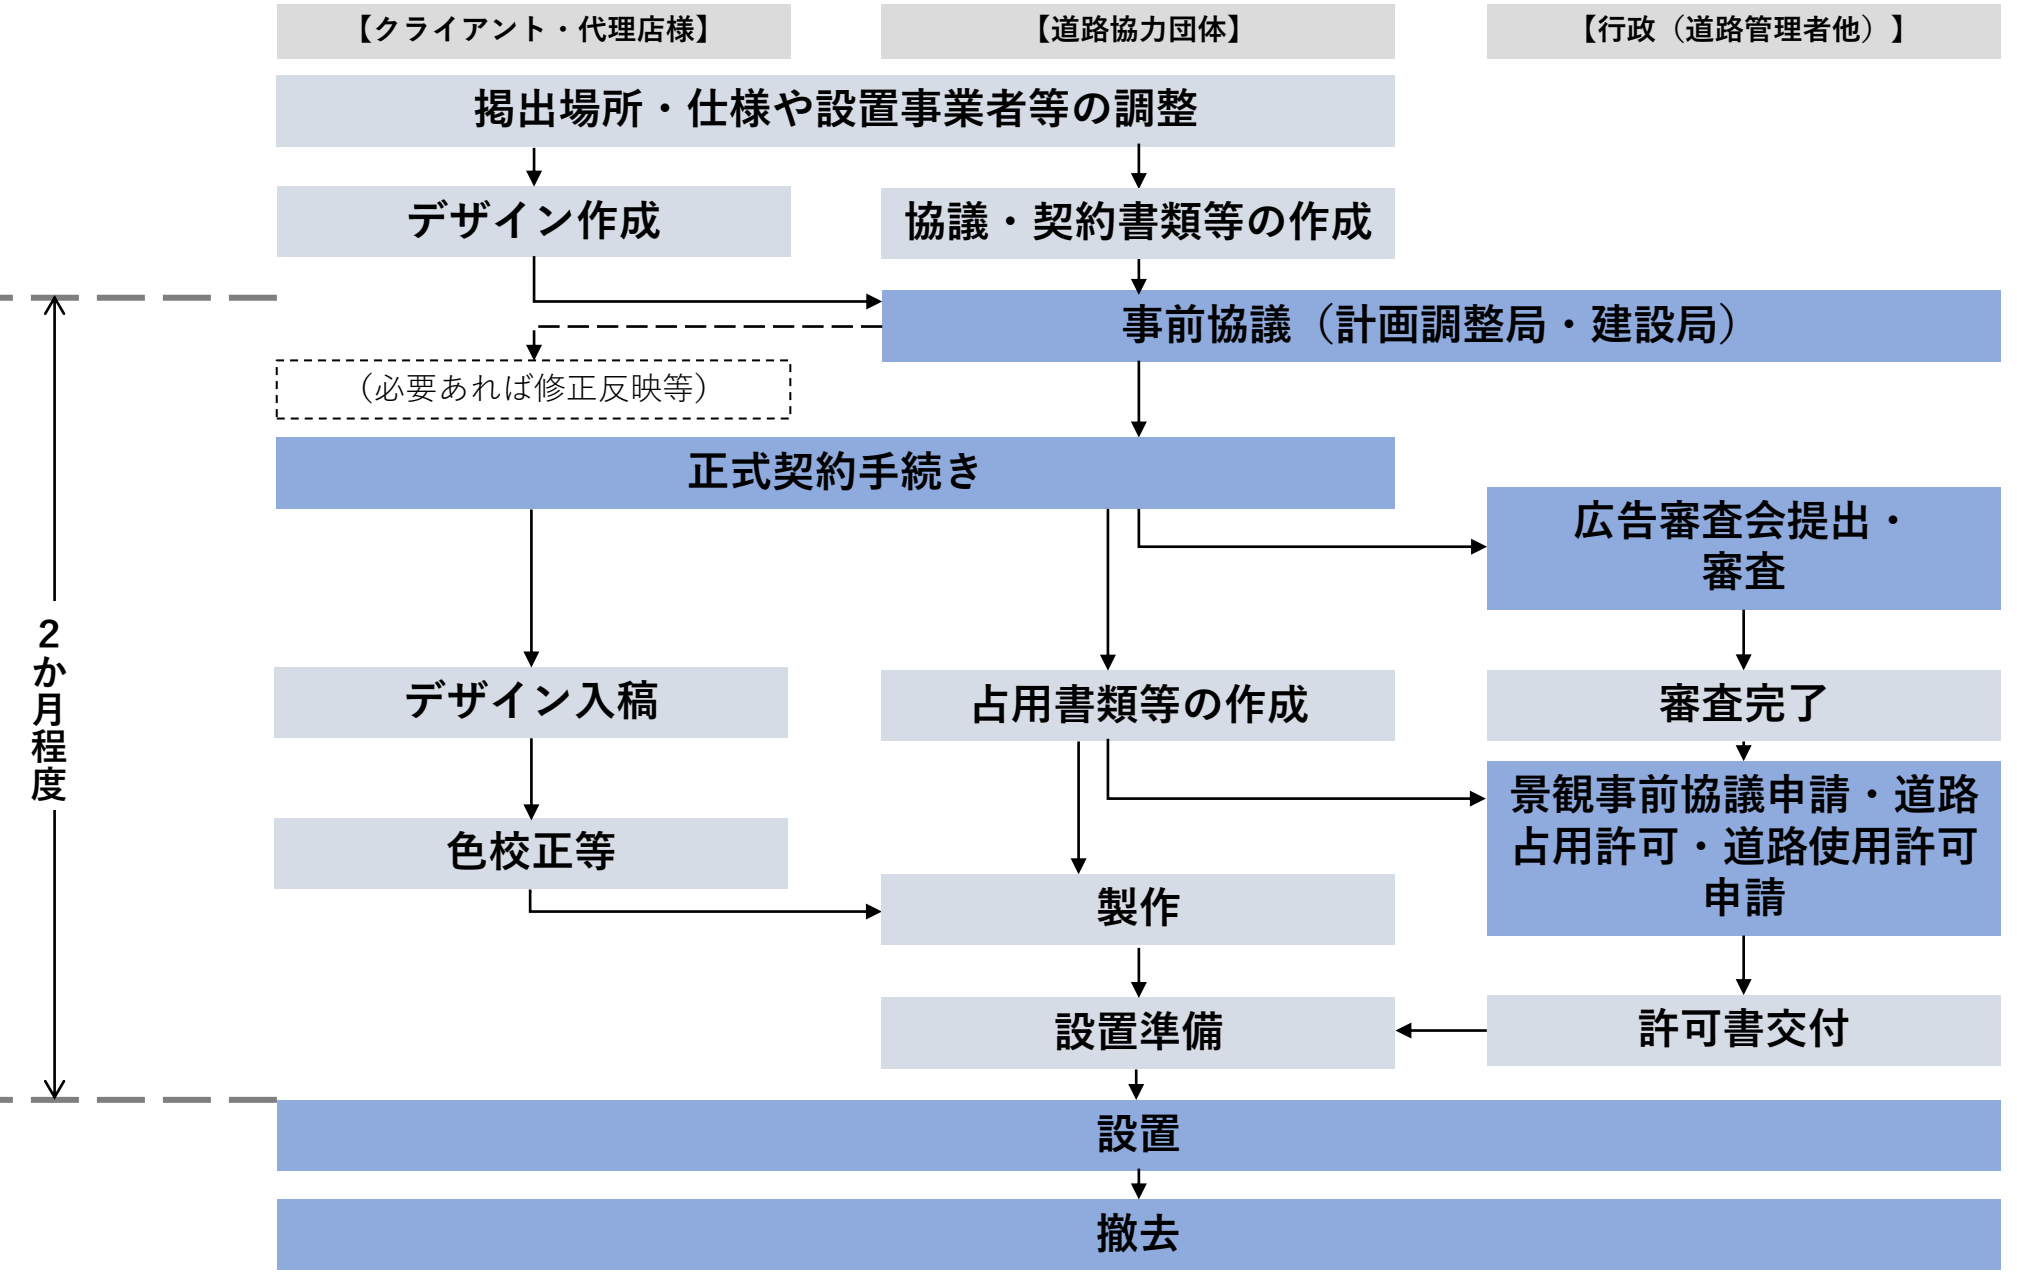 【クライアント・代理店様】
【道路協力団体】
【行政（道路管理者他）】
掲出場所・仕様や設置事業者等の調整
デザイン作成
協議・契約書類等の作成
事前協議（計画調整局・建設局）
（必要あれば修正反映等）
正式契約手続き
広告審査会提出・
審査
2か月程度
デザイン入稿
占用書類等の作成
審査完了
景観事前協議申請・道路
占用許可・道路使用許可
申請
色校正等
製作
設置準備
許可書交付
設置
撤去